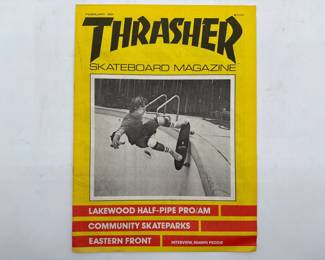 THRASHER
SKATEBOARD MAGAZINE
LAKEWOOD HALF-PIPE PRO/AM
COMMUNITY SKATEPARKS
EASTERN FRONT